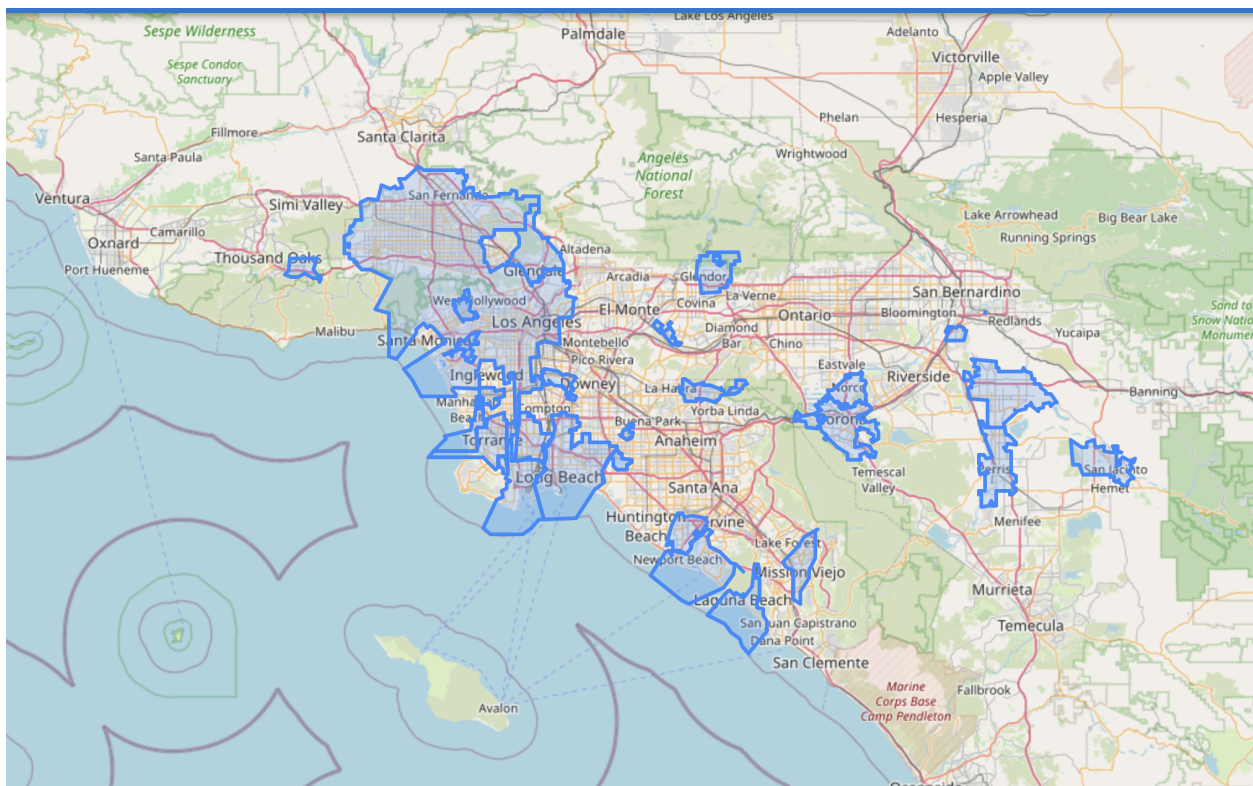 Lake Los Angeles
Sespe Wilderness
Palmdale
Adelanto
Victorville
Sespe Condor
Sanctuary
Apple Valley
Phelan
Hesperia
Fillmore
Santa Clarita
Wrightwood
Santa Paula
Angeles
National
Forest
Ventura
Simi Valley
San Fernando
Lake Arrowhead
Big Bear Lake
Oxnard
Camarillo
Running Springs
Thousand Oaks
Altadena
Port Hueneme
Glendale
Arcadia
Glendor
San Bernardino
West Hollywood
La Verne
Covina
El Monte
Ontario
Bloomington
Redlands
Sand to
Snow National
Monument
Malibu
Los Angeles
Diamond
Bar
Yucaipa
Santa Monica
Montebello
Chino
Pico Rivera
Inglewood
Downey
La Habra
Eastvale
Norco
Riverside
Banning
Manhattan
Beach
Compton
Yorba Linda
Buena Park
Corona
Torrance
Anaheim
Long Beach
Temescal
Valley
Perris
San Jacinto
Hemet
Santa Ana
Huntington
Beach
Irvine
Menifee
Lake Forest
Newport Beach
Mission Viejo
Laguna Beach
Murrieta
San Juan Capistrano
Dana Point
Temecula
San Clemente
Marine
Corps Base
Camp Pendleton
Fallbrook
Avalon